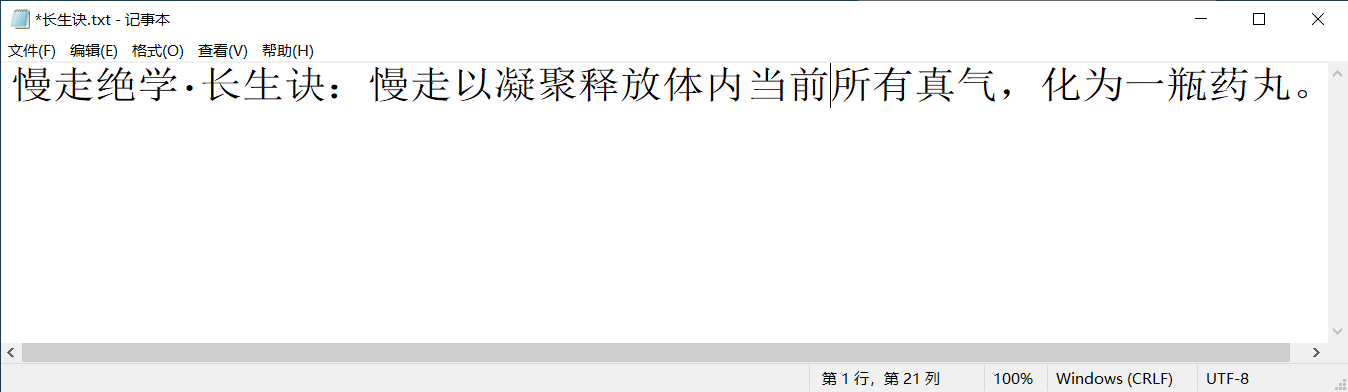 *长生诀.txt - 记事本
文件(F) 编辑(E) 格式(O) 查看(V) 帮助(H)
慢走绝学·长生诀：慢走以凝聚释放体内当前所有真气，化为一瓶药丸。
第 1 行，第 21 列 100% Windows (CRLF) UTF-8